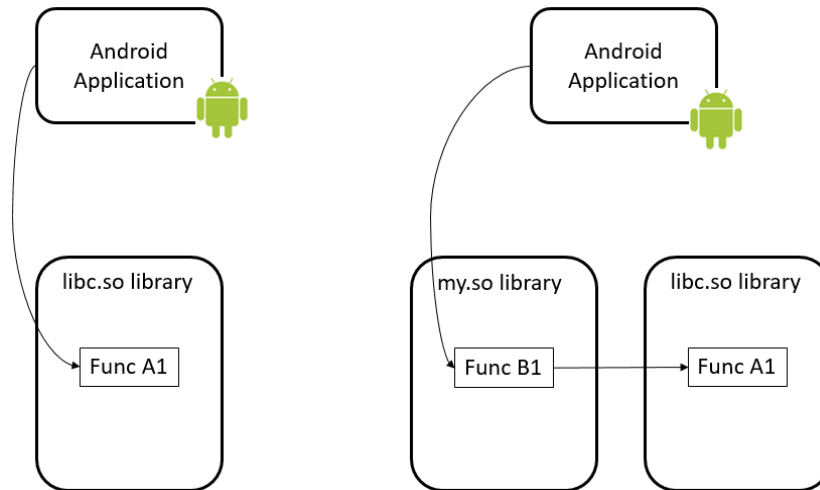 Android
Application
libc.so library
Func A1
Android
Application
my.so library
Func B1
libc.so library
Func A1